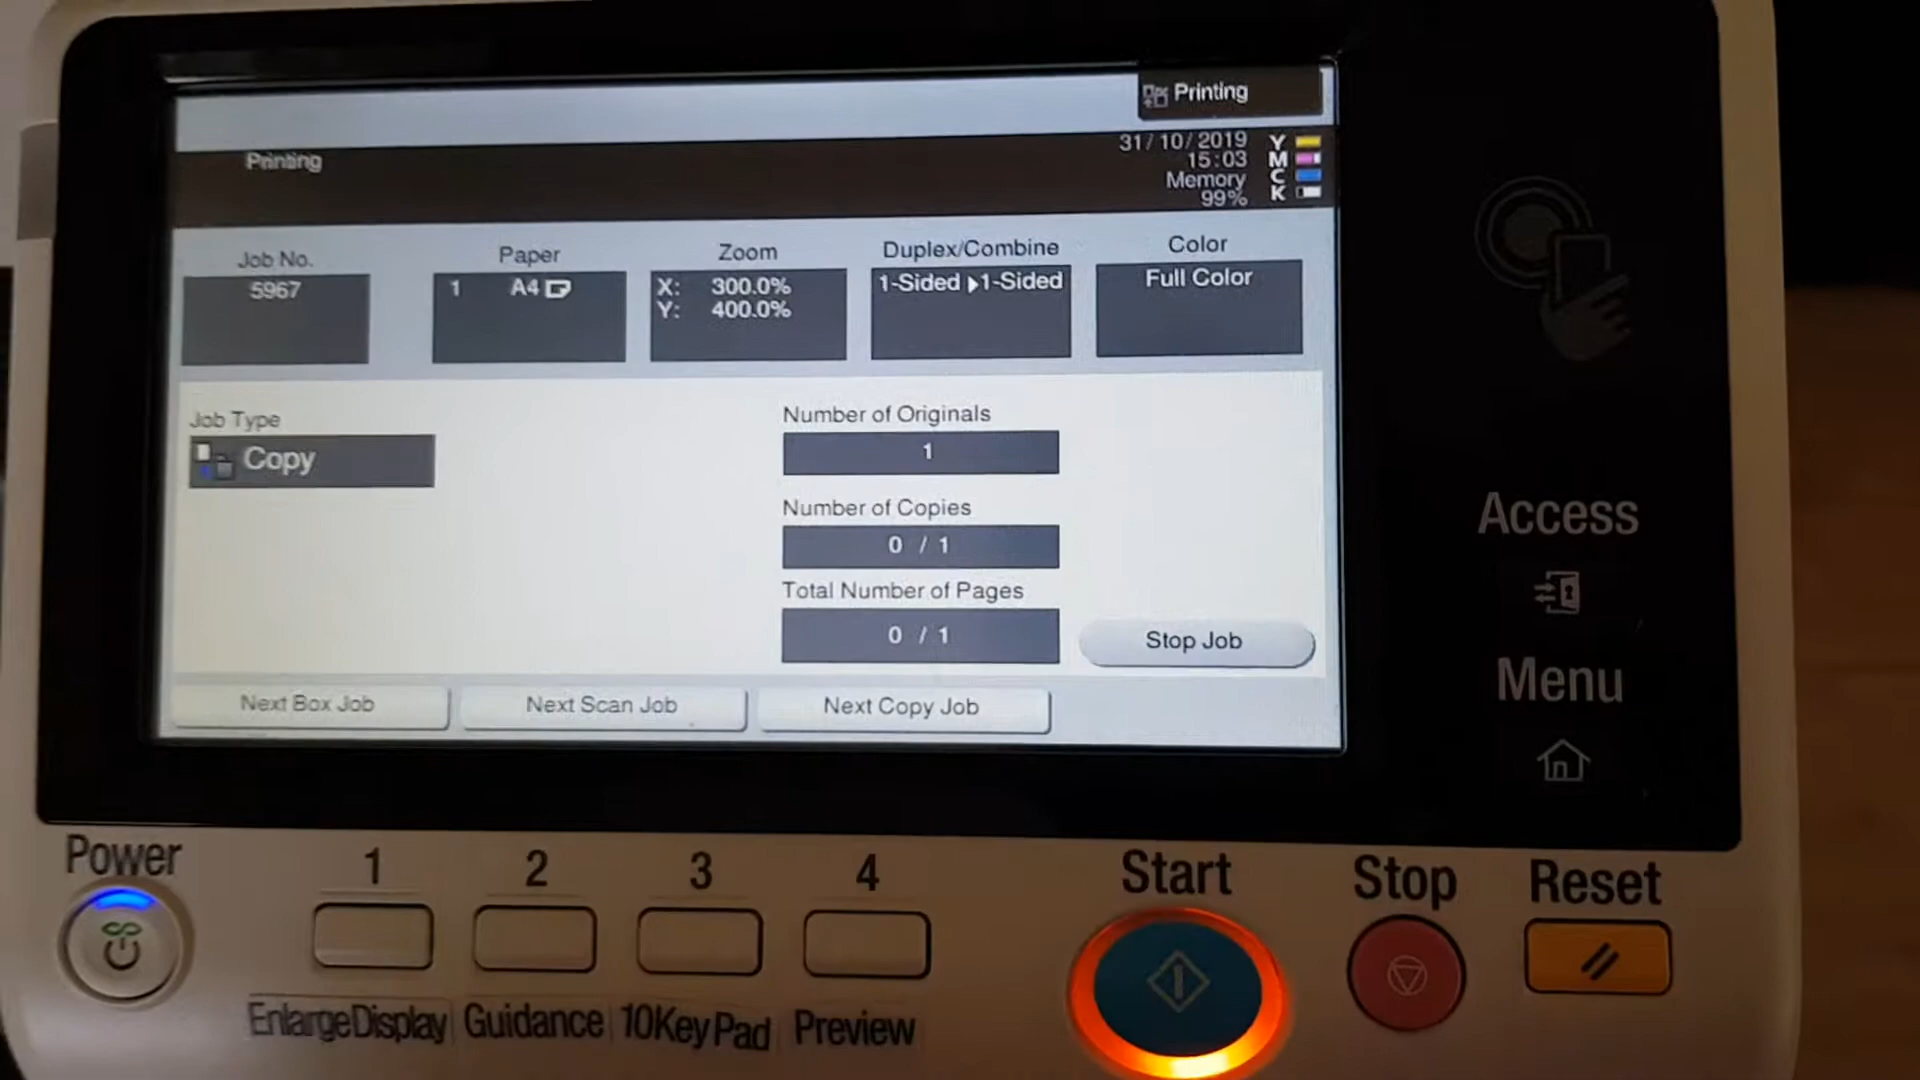 Printing
Printing
31/10/2019
15:03
Memory
99%
Y
M
C
K
Job No.
5967
Paper
1 A4
Zoom
X: 300.0%
Y: 400.0%
Duplex/Combine
1-Sided ▶1-Sided
Color
Full Color
Job Type
Copy
Number of Originals
1
Number of Copies
0 / 1
Total Number of Pages
0 / 1
Stop Job
Next Box Job
Next Scan Job
Next Copy Job
Access
Menu
Power
1
2
3
4
Start
Stop
Reset
Enlarge Display
Guidance
10 Key Pad
Preview